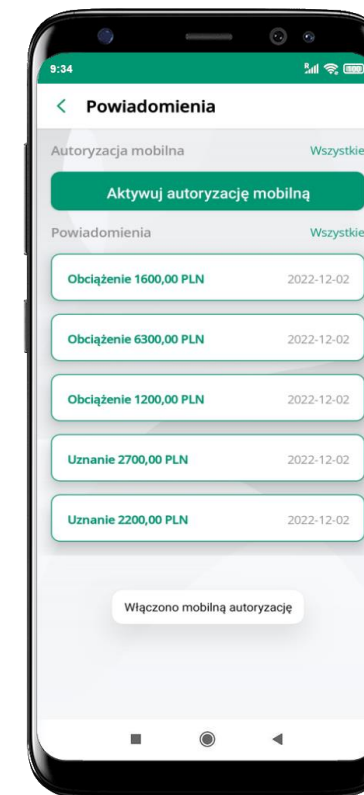 9:34
Powiadomienia
Autoryzacja mobilna Wszystkie
Aktywuj autoryzację mobilną
Powiadomienia Wszystkie
Obciążenie 1600,00 PLN 2022-12-02
Obciążenie 6300,00 PLN 2022-12-02
Obciążenie 1200,00 PLN 2022-12-02
Uznanie 2700,00 PLN 2022-12-02
Uznanie 2200,00 PLN 2022-12-02
Włączono mobilną autoryzację